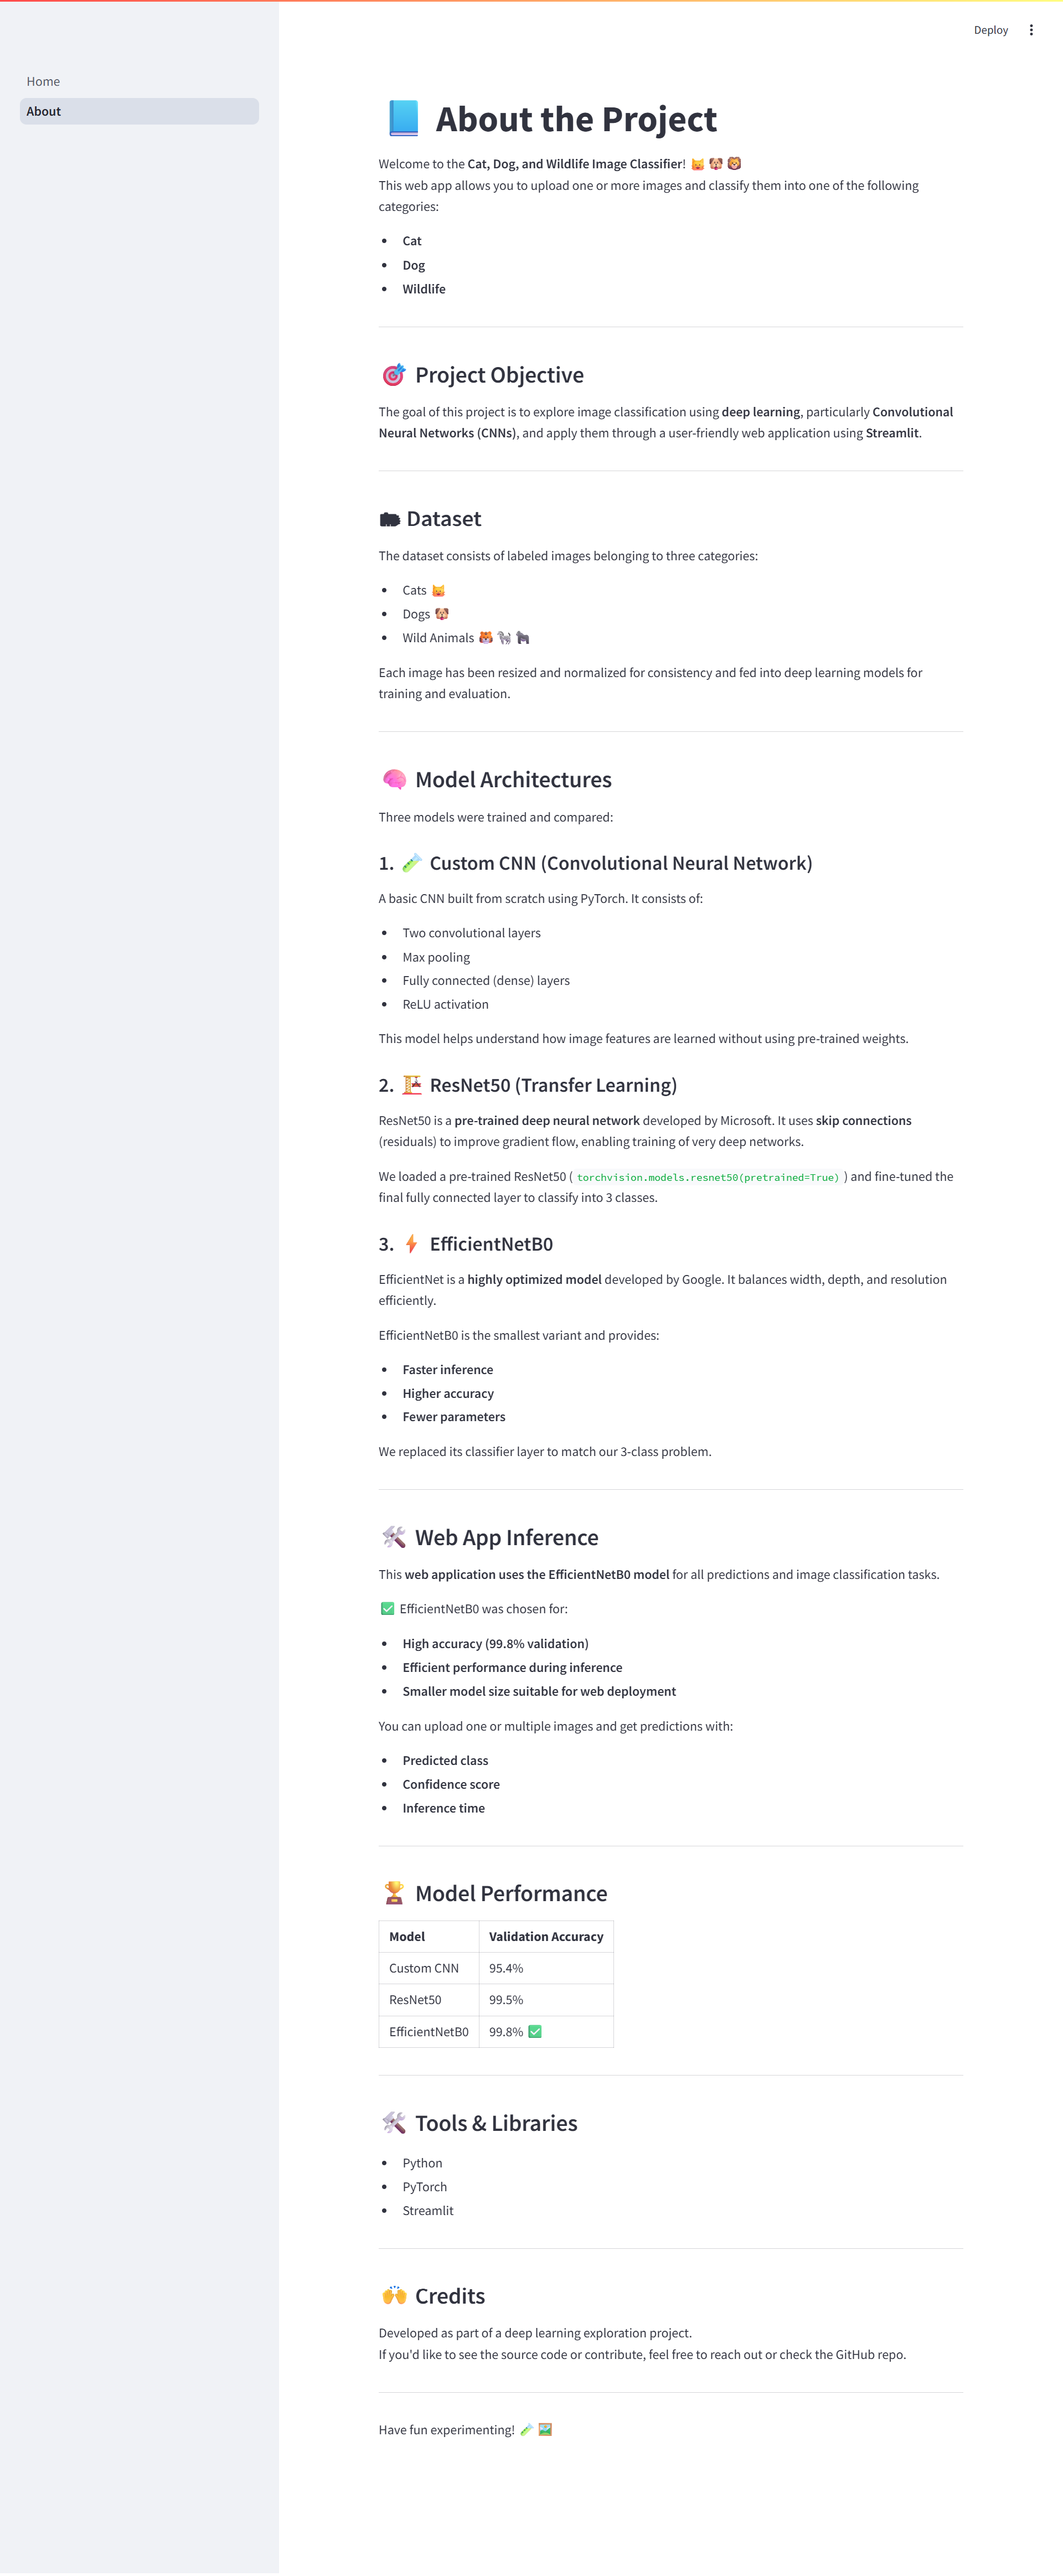 Deploy
Home
About
About the Project
Welcome to the Cat, Dog, and Wildlife Image Classifier!
This web app allows you to upload one or more images and classify them into one of the following
categories:
Cat
Dog
Wildlife
Project Objective
The goal of this project is to explore image classification using deep learning, particularly Convolutional
Neural Networks (CNNs), and apply them through a user-friendly web application using Streamlit.
Dataset
The dataset consists of labeled images belonging to three categories:
Cats
Dogs
Wild Animals
Each image has been resized and normalized for consistency and fed into deep learning models for
training and evaluation.
Model Architectures
Three models were trained and compared:
1. Custom CNN (Convolutional Neural Network)
A basic CNN built from scratch using PyTorch. It consists of:
Two convolutional layers
Max pooling
Fully connected (dense) layers
ReLU activation
This model helps understand how image features are learned without using pre-trained weights.
2. ResNet50 (Transfer Learning)
ResNet50 is a pre-trained deep neural network developed by Microsoft. It uses skip connections
(residuals) to improve gradient flow, enabling training of very deep networks.
We loaded a pre-trained ResNet50 ( torchvision.models.resnet50(pretrained=True) ) and fine-tuned the
final fully connected layer to classify into 3 classes.
3. EfficientNetB0
EfficientNet is a highly optimized model developed by Google. It balances width, depth, and resolution
efficiently.
EfficientNetB0 is the smallest variant and provides:
Faster inference
Higher accuracy
Fewer parameters
We replaced its classifier layer to match our 3-class problem.
Web App Inference
This web application uses the EfficientNetB0 model for all predictions and image classification tasks.
EfficientNetB0 was chosen for:
High accuracy (99.8% validation)
Efficient performance during inference
Smaller model size suitable for web deployment
You can upload one or multiple images and get predictions with:
Predicted class
Confidence score
Inference time
Model Performance
Model Validation Accuracy
Custom CNN 95.4%
ResNet50 99.5%
EfficientNetB0 99.8%
Tools & Libraries
Python
PyTorch
Streamlit
Credits
Developed as part of a deep learning exploration project.
If you'd like to see the source code or contribute, feel free to reach out or check the GitHub repo.
Have fun experimenting!